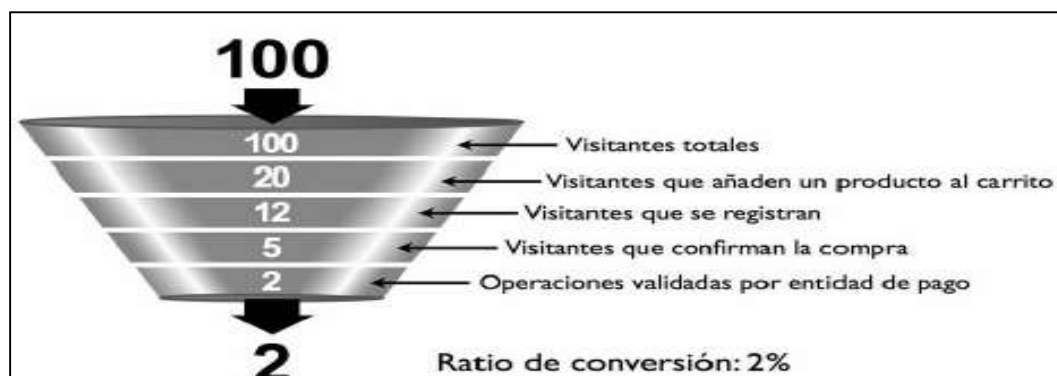 100
100
Visitantes totales
20
Visitantes que añaden un producto al carrito
12
Visitantes que se registran
5
Visitantes que confirman la compra
2
Operaciones validadas por entidad de pago
2
Ratio de conversión: 2%